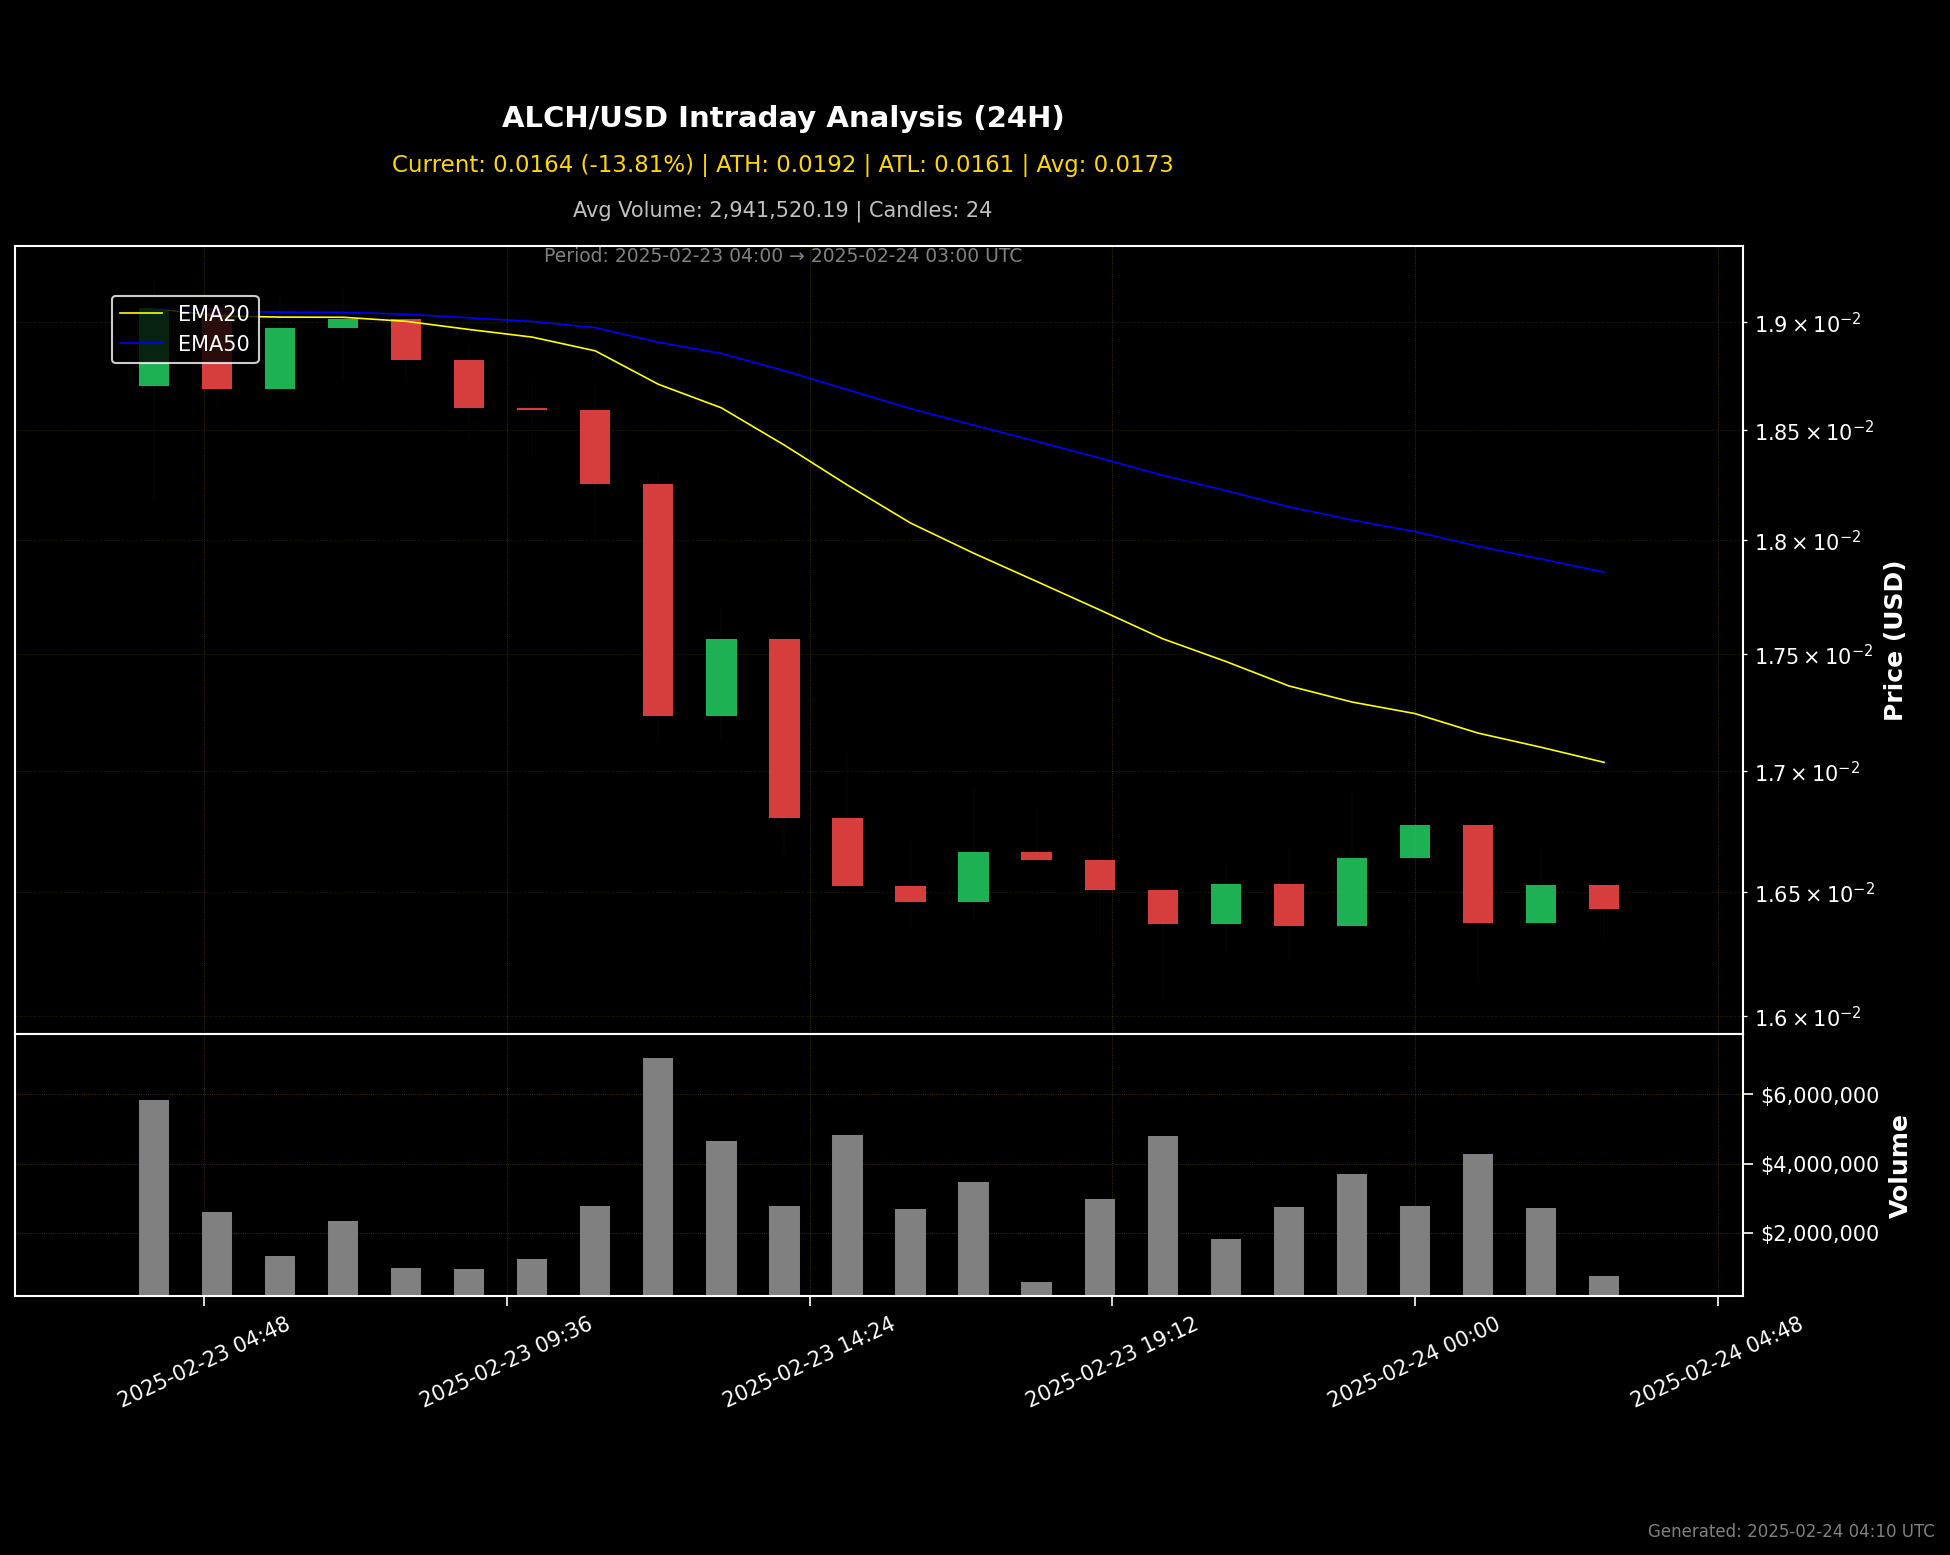 ALCH/USD Intraday Analysis (24H)
Current: 0.0164 (-13.81%) | ATH: 0.0192 | ATL: 0.0161 | Avg: 0.0173
Avg Volume: 2,941,520.19 | Candles: 24
Period: 2025-02-23 04:00 → 2025-02-24 03:00 UTC
EMA20
EMA50
1.9 × 10⁻²
1.85 × 10⁻²
1.8 × 10⁻²
1.75 × 10⁻²
1.7 × 10⁻²
1.65 × 10⁻²
1.6 × 10⁻²
Price (USD)
$6,000,000
$4,000,000
$2,000,000
Volume
2025-02-23 04:48
2025-02-23 09:36
2025-02-23 14:24
2025-02-23 19:12
2025-02-24 00:00
2025-02-24 04:48
Generated: 2025-02-24 04:10 UTC